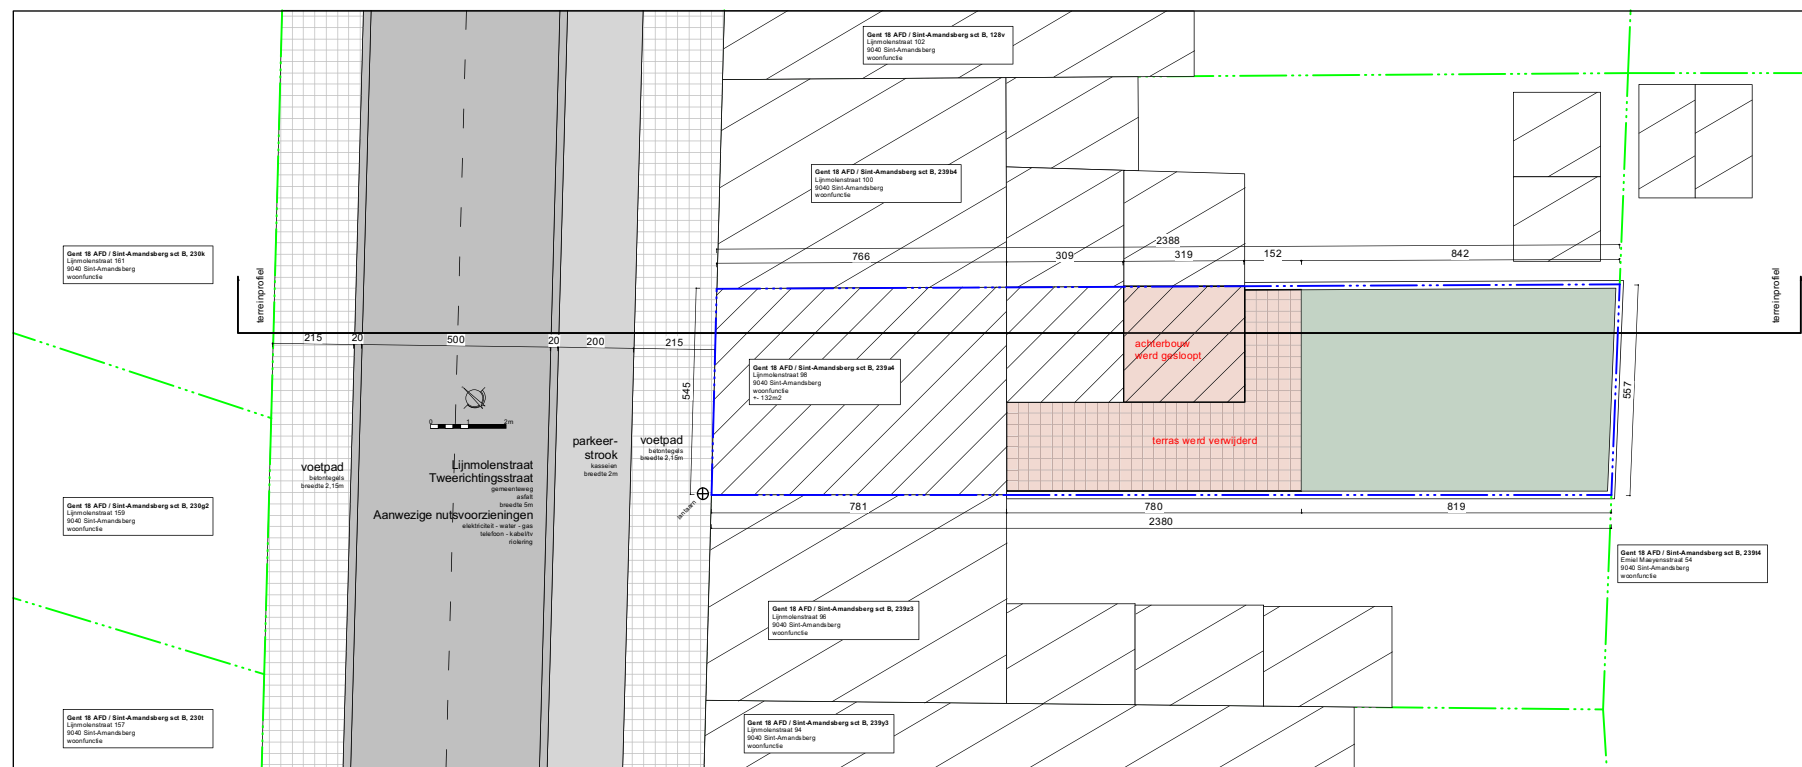 Gent 18 AFD / Sint-Amandsberg sct B, 128v
Lijnmolenstraat 102
9040 Sint-Amandsberg
woonfunctie
Gent 18 AFD / Sint-Amandsberg sct B, 239b4
Lijnmolenstraat 100
9040 Sint-Amandsberg
woonfunctie
Gent 18 AFD / Sint-Amandsberg sct B, 230k
Lijnmolenstraat 161
9040 Sint-Amandsberg
woonfunctie
terreinprofiel
terreinprofiel
2388
766
309
319
152
842
215
20
500
20
200
215
545
557
achterbouw
werd gesloopt
Gent 18 AFD / Sint-Amandsberg sct B, 239a4
Lijnmolenstraat 98
9040 Sint-Amandsberg
woonfunctie
+- 132m2
0
1
2m
terras werd verwijderd
voetpad
betontegels
breedte 2,15m
Lijnmolenstraat
Tweerichtingsstraat
gemeenteweg
asfalt
breedte 5m
Aanwezige nutsvoorzieningen
elektriciteit - water - gas
telefoon - kabel/tv
riolering
parkeer-
strook
kasseien
breedte 2m
voetpad
betontegels
breedte 2,15m
lantaarn
781
780
819
2380
Gent 18 AFD / Sint-Amandsberg sct B, 230g2
Lijnmolenstraat 159
9040 Sint-Amandsberg
woonfunctie
Gent 18 AFD / Sint-Amandsberg sct B, 239t4
Emiel Maeyensstraat 54
9040 Sint-Amandsberg
woonfunctie
Gent 18 AFD / Sint-Amandsberg sct B, 239z3
Lijnmolenstraat 96
9040 Sint-Amandsberg
woonfunctie
Gent 18 AFD / Sint-Amandsberg sct B, 230t
Lijnmolenstraat 157
9040 Sint-Amandsberg
woonfunctie
Gent 18 AFD / Sint-Amandsberg sct B, 239y3
Lijnmolenstraat 94
9040 Sint-Amandsberg
woonfunctie